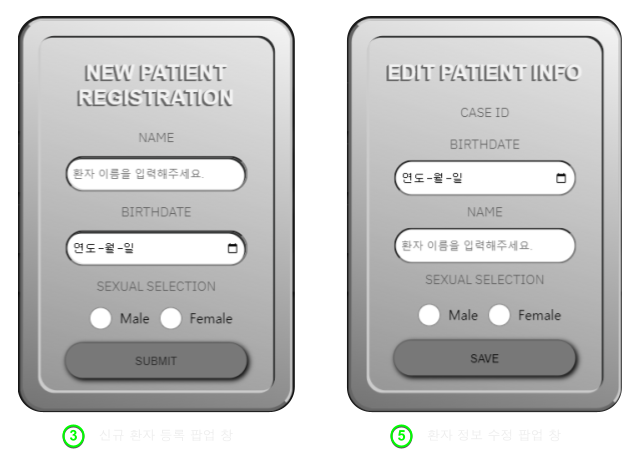 NEW PATIENT
REGISTRATION
NAME
환자 이름을 입력해주세요.
BIRTHDATE
연도-월-일
SEXUAL SELECTION
Male
Female
SUBMIT
3 신규 환자 등록 팝업 창
EDIT PATIENT INFO
CASE ID
BIRTHDATE
연도-월-일
NAME
환자 이름을 입력해주세요.
SEXUAL SELECTION
Male
Female
SAVE
5 환자 정보 수정 팝업 창